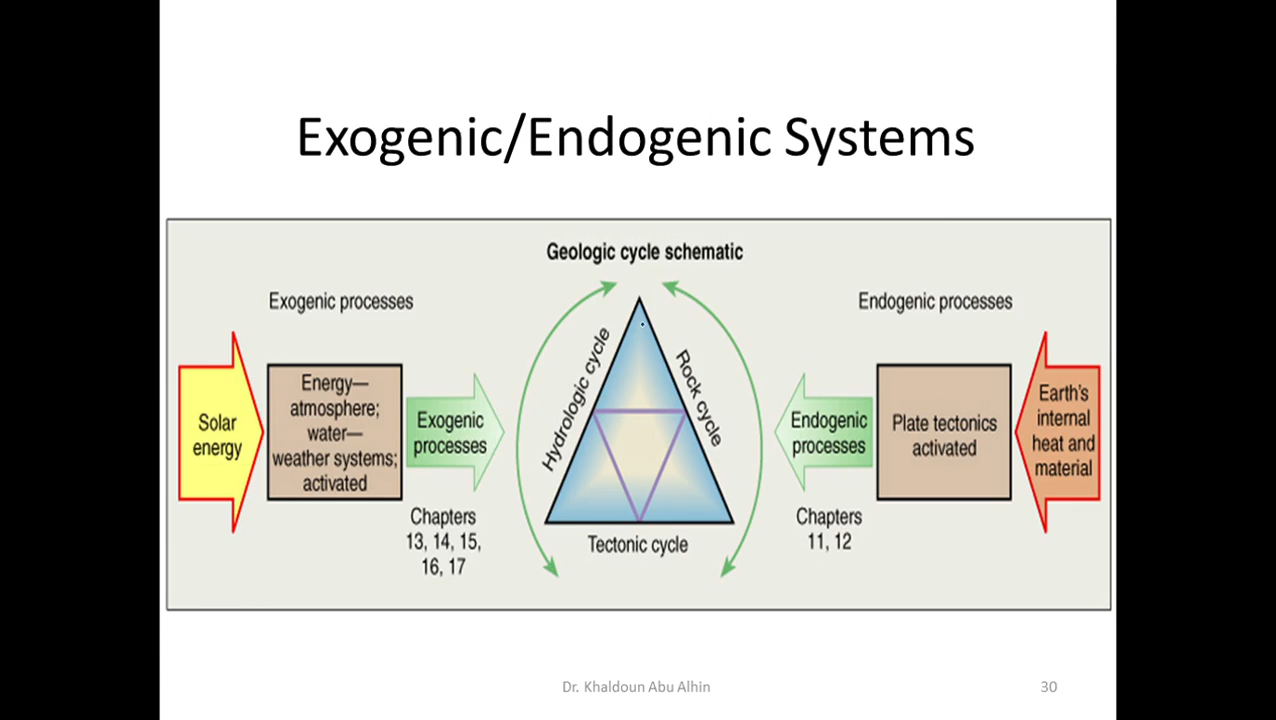 Exogenic/Endogenic Systems
Geologic cycle schematic
Exogenic processes
Endogenic processes
Solar
energy
Energy—
atmosphere;
water—
weather systems;
activated
Exogenic
processes
Chapters
13, 14, 15,
16, 17
Hydrologic cycle
Rock cycle
Tectonic cycle
Endogenic
processes
Chapters
11, 12
Plate tectonics
activated
Earth's
internal
heat and
material
Dr. Khaldoun Abu Alhin
30